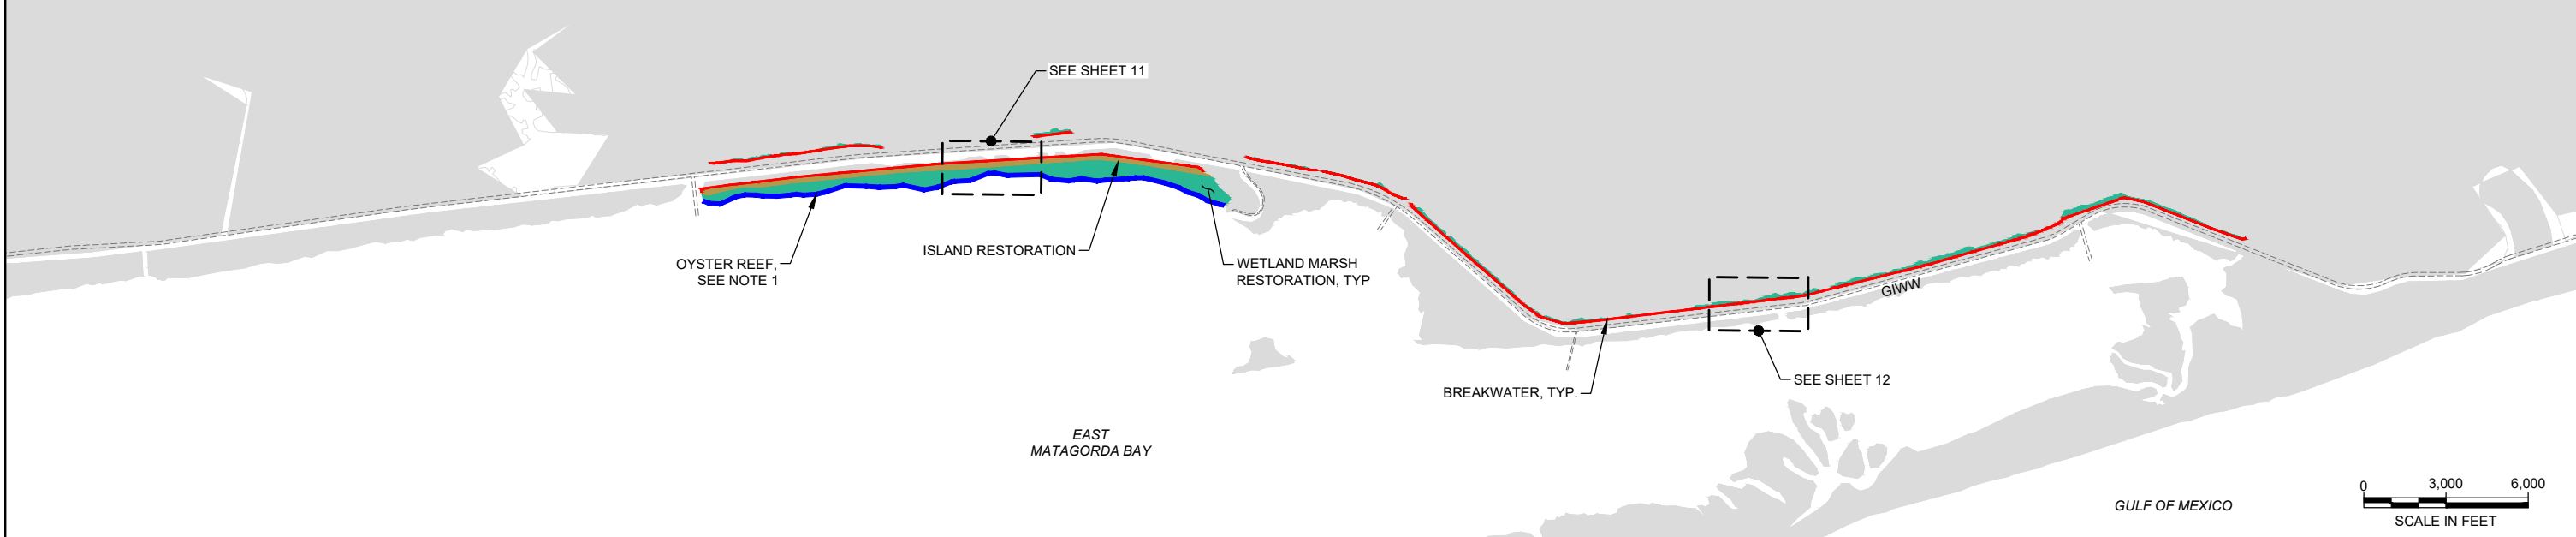 SEE SHEET 11
OYSTER REEF,
SEE NOTE 1
ISLAND RESTORATION
WETLAND MARSH
RESTORATION, TYP
GIWW
BREAKWATER, TYP.
SEE SHEET 12
EAST
MATAGORDA BAY
GULF OF MEXICO
0 3,000 6,000
SCALE IN FEET